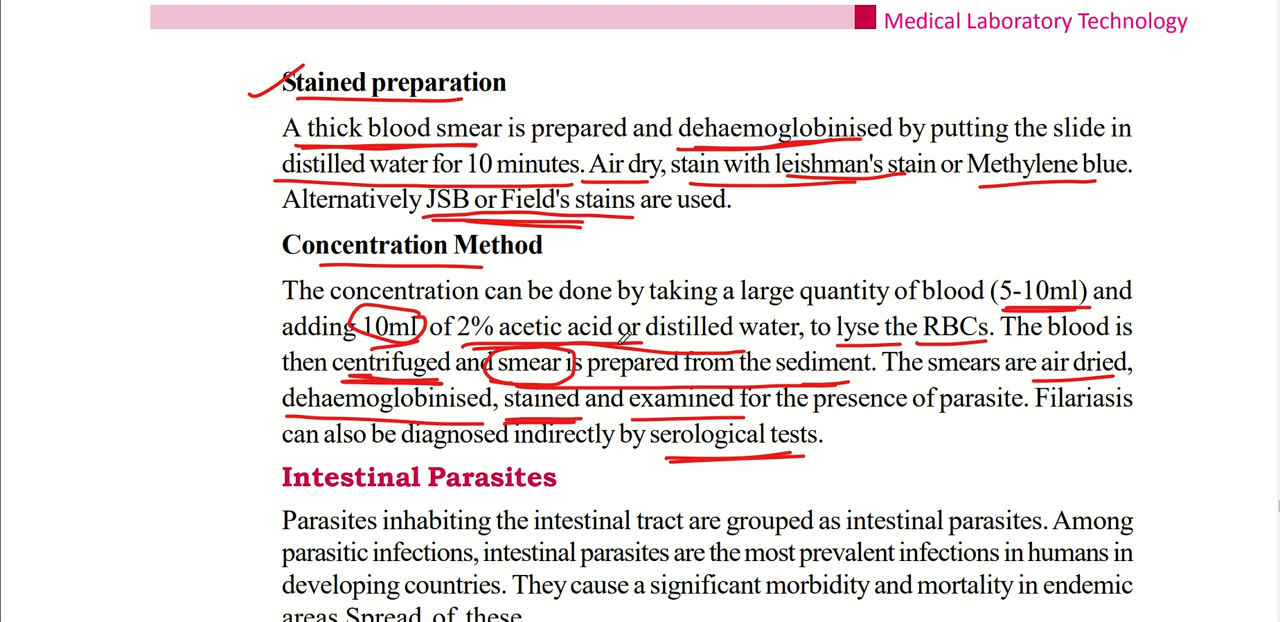 Medical Laboratory Technology
Stained preparation
A thick blood smear is prepared and dehaemoglobinised by putting the slide in
distilled water for 10 minutes. Air dry, stain with leishman's stain or Methylene blue.
Alternatively JSB or Field's stains are used.
Concentration Method
The concentration can be done by taking a large quantity of blood (5-10ml) and
adding 10ml of 2% acetic acid or distilled water, to lyse the RBCs. The blood is
then centrifuged and smear is prepared from the sediment. The smears are air dried,
dehaemoglobinised, stained and examined for the presence of parasite. Filariasis
can also be diagnosed indirectly by serological tests.
Intestinal Parasites
Parasites inhabiting the intestinal tract are grouped as intestinal parasites. Among
parasitic infections, intestinal parasites are the most prevalent infections in humans in
developing countries. They cause a significant morbidity and mortality in endemic
areas. Spread of these